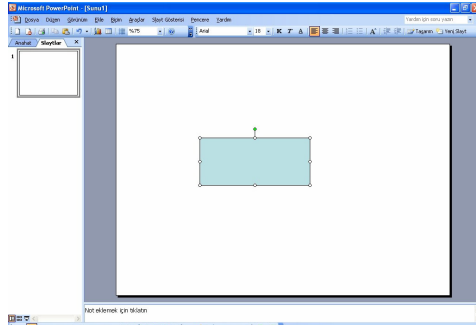 Microsoft PowerPoint - [Sunu1]
Dosya Düzen Görünüm Ekle Biçim Araçlar Slayt Gösterisi Pencere Yardım
Yardım için soru yazın
%75 Arial 18 K T A Tasarım Yeni Slayt
Anahat Slaytlar
1
Not eklemek için tıklatın